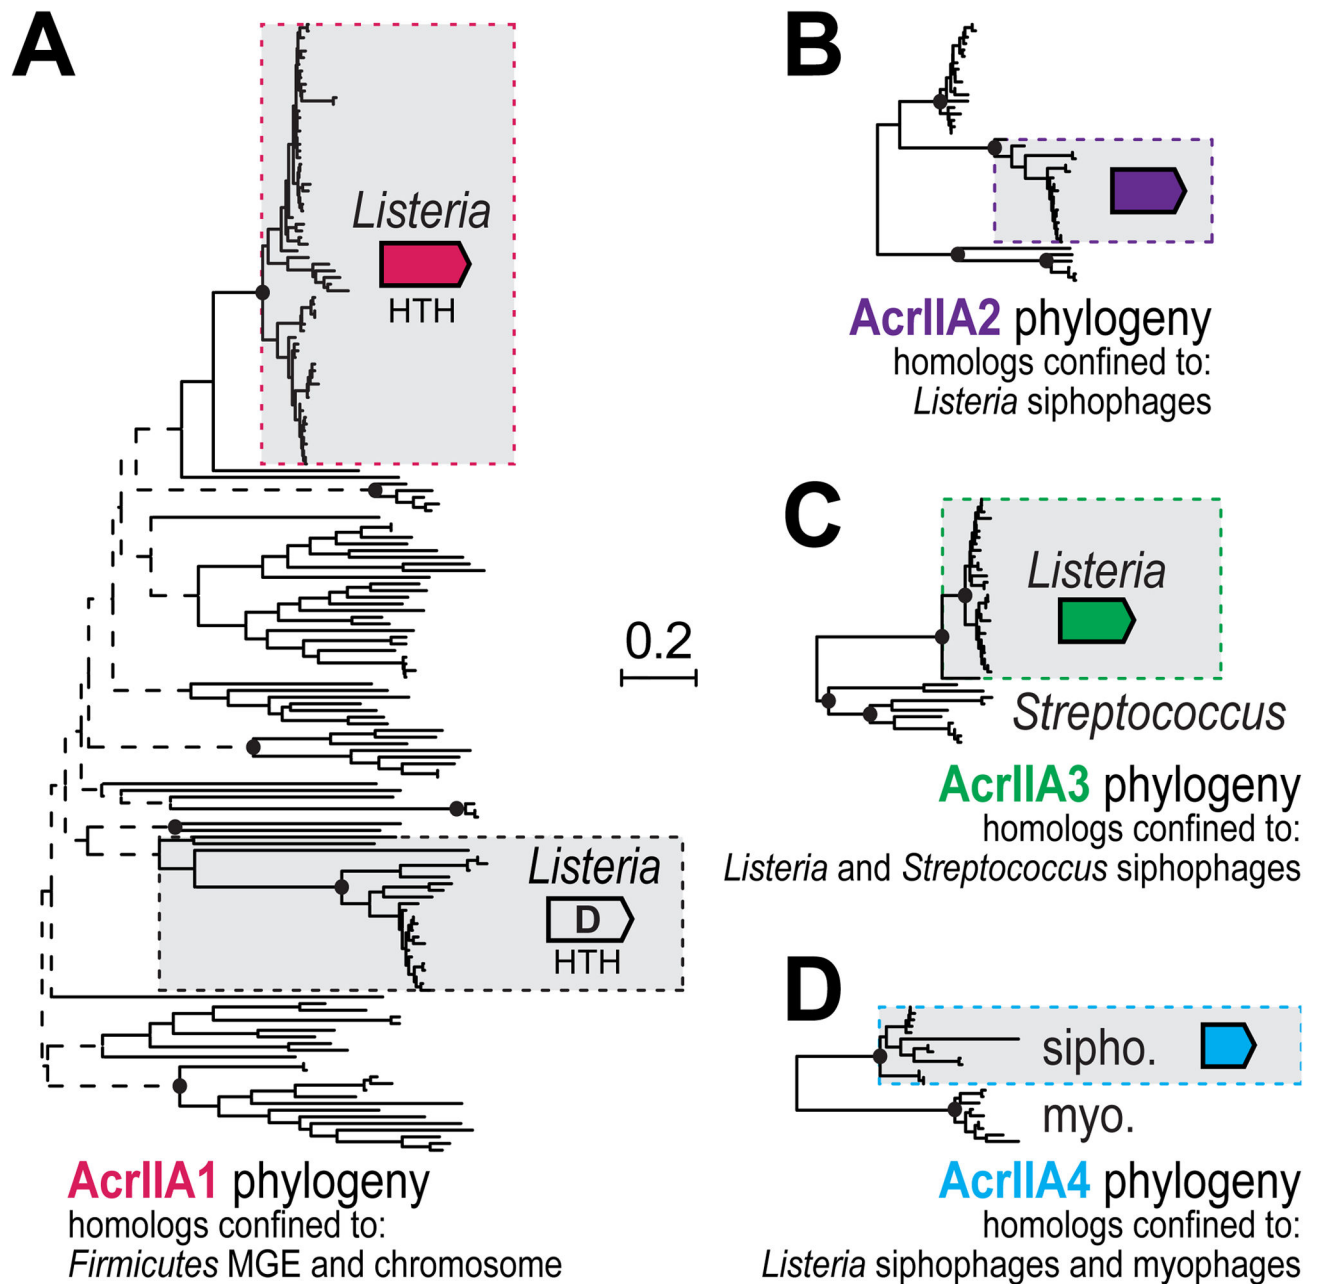 A
Listeria
HTH
Listeria
D
HTH
AcrIIA1 phylogeny
homologs confined to:
Firmicutes MGE and chromosome
0.2
B
AcrIIA2 phylogeny
homologs confined to:
Listeria siphophages
C
Listeria
Streptococcus
AcrIIA3 phylogeny
homologs confined to:
Listeria and Streptococcus siphophages
D
sipho.
myo.
AcrIIA4 phylogeny
homologs confined to:
Listeria siphophages and myophages